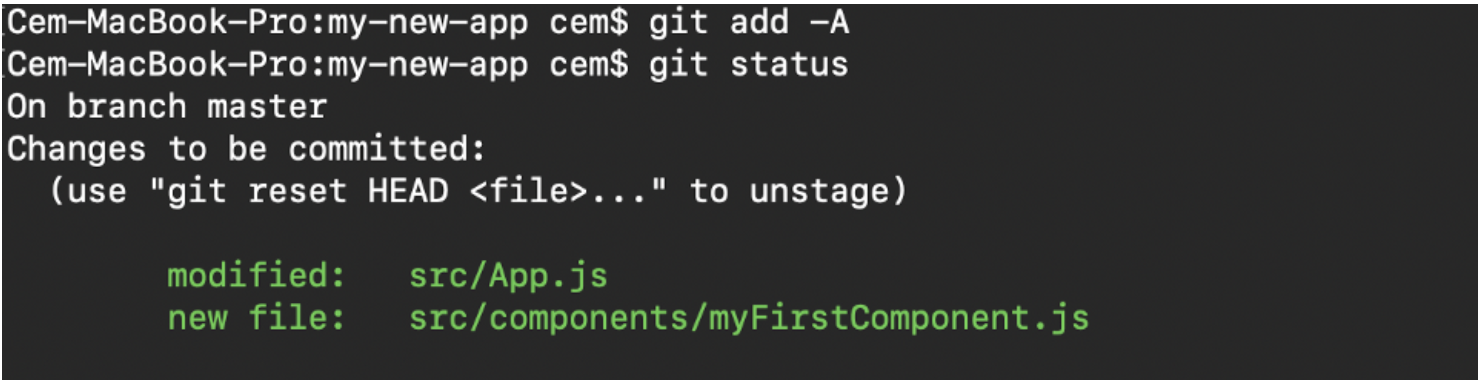 Cem-MacBook-Pro:my-new-app cem$ git add -A
Cem-MacBook-Pro:my-new-app cem$ git status
On branch master
Changes to be committed:
  (use "git reset HEAD <file>..." to unstage)

        modified:   src/App.js
        new file:   src/components/myFirstComponent.js